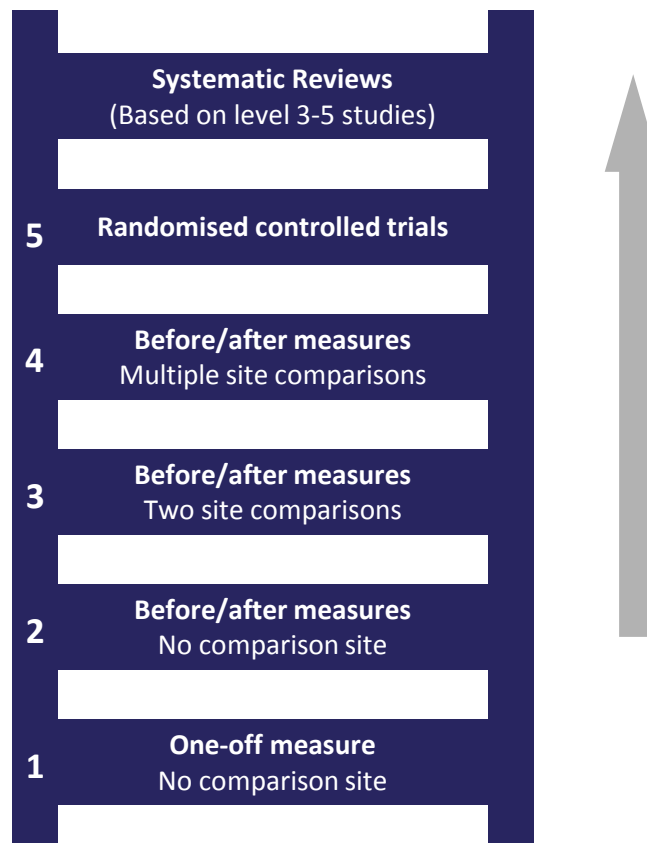 Systematic Reviews
(Based on level 3-5 studies)
5
Randomised controlled trials
4
Before/after measures
Multiple site comparisons
3
Before/after measures
Two site comparisons
2
Before/after measures
No comparison site
1
One-off measure
No comparison site